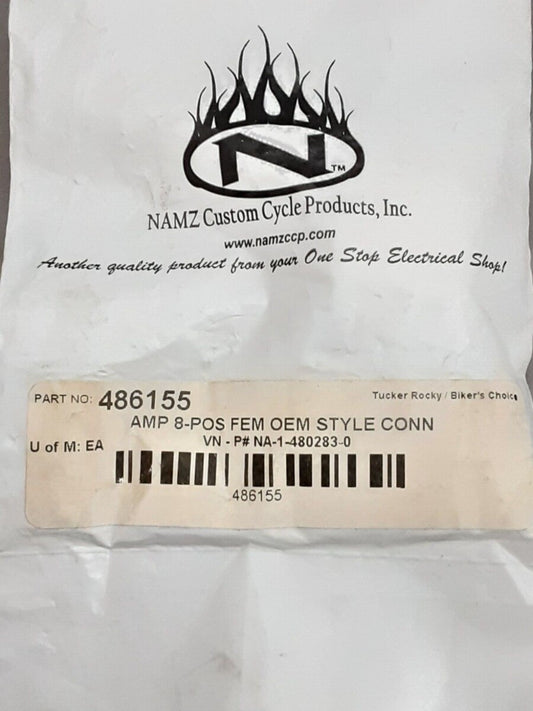 N™
NAMZ Custom Cycle Products, Inc.
www.namzccp.com
Another quality product from your One Stop Electrical Shop!
PART NO: 486155 Tucker Rocky / Biker's Choice
AMP 8-POS FEM OEM STYLE CONN
U of M: EA VN - P# NA-1-480283-0
486155